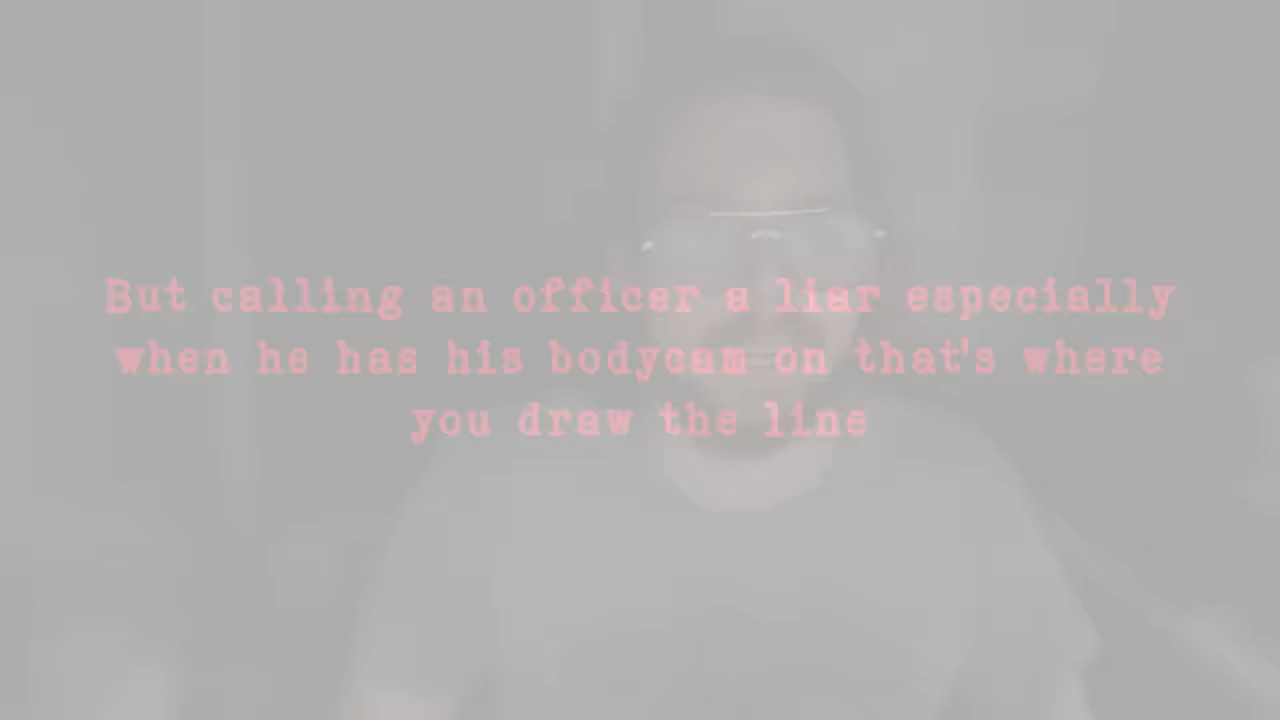 But calling an officer a liar especially
when he has his bodycam on that's where
you draw the line